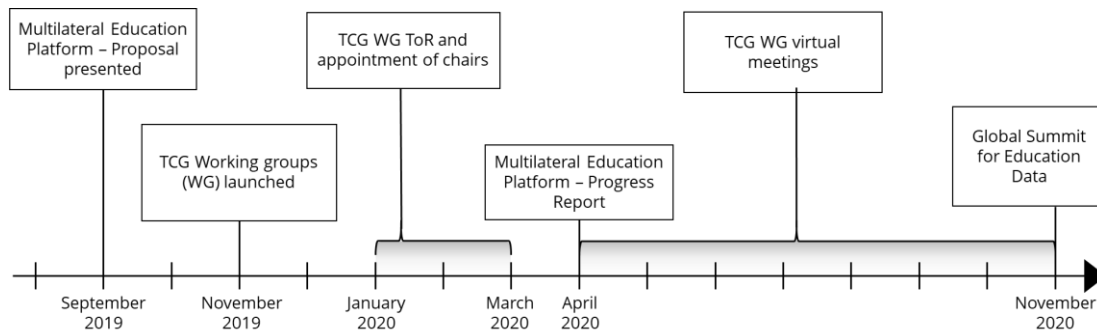 Multilateral Education
Platform – Proposal
presented
TCG WG ToR and
appointment of chairs
TCG WG virtual
meetings
TCG Working groups
(WG) launched
Multilateral Education
Platform – Progress
Report
Global Summit
for Education
Data
September
2019
November
2019
January
2020
March
2020
April
2020
November
2020